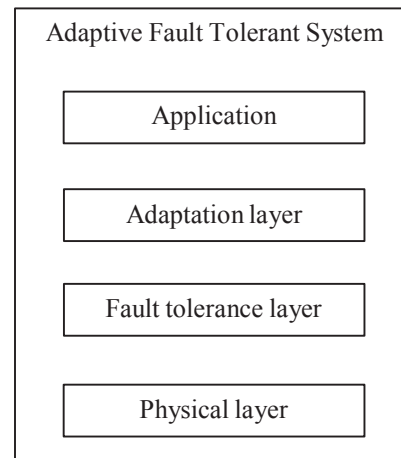 Adaptive Fault Tolerant System
Application
Adaptation layer
Fault tolerance layer
Physical layer